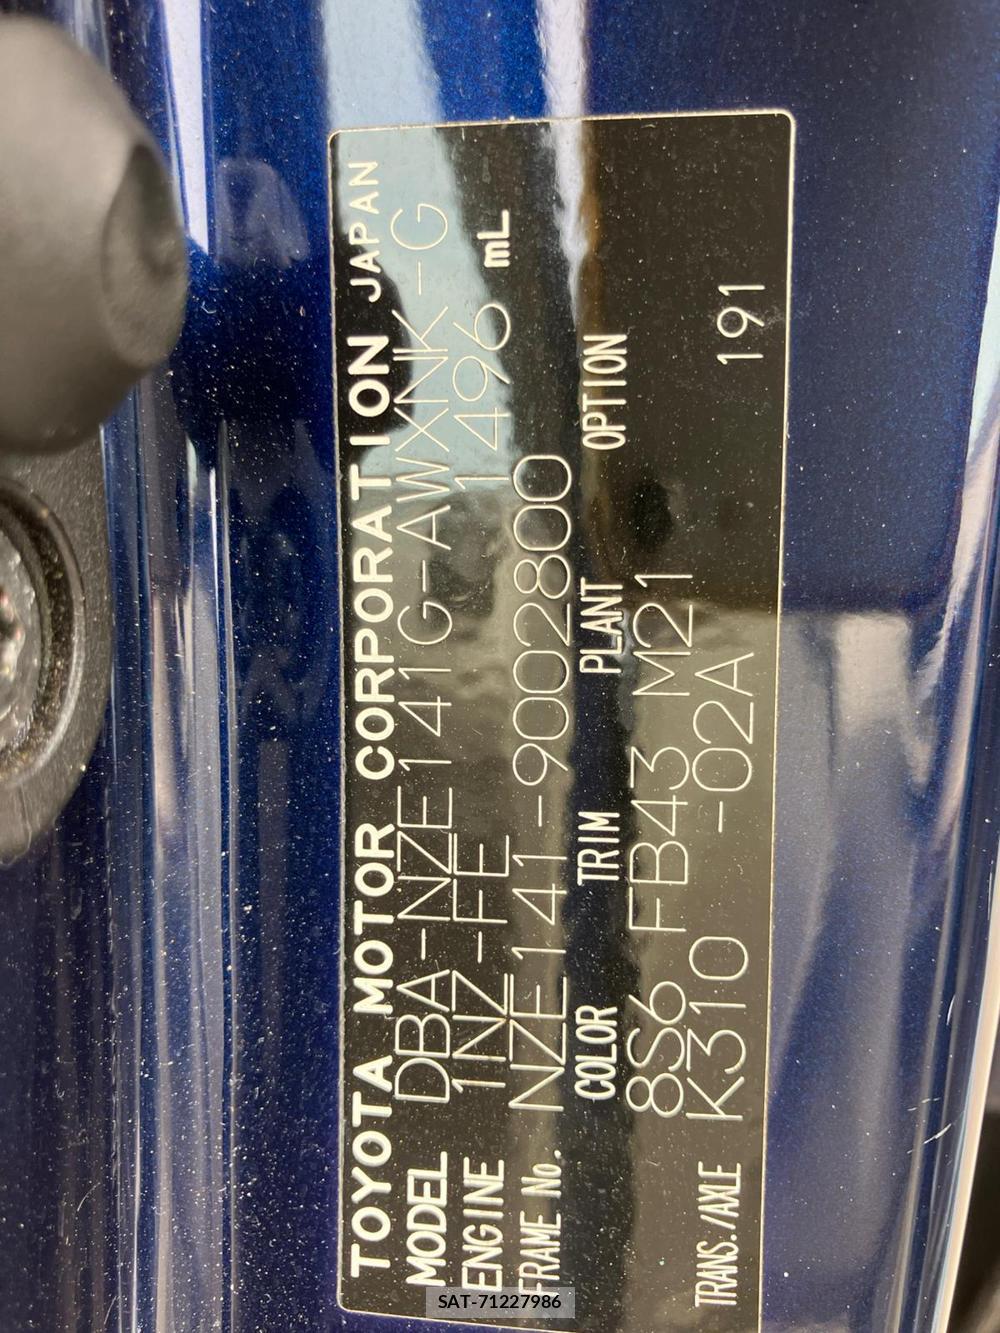 TOYOTA MOTOR CORPORATION JAPAN
MODEL DBA-NZE141G-AWXNK-G
ENGINE 1NZ-FE 1496 mL
FRAME No. NZE141-9002800
COLOR TRIM PLANT OPTION
8S6 FB43 M21
TRANS./AXLE K310 -02A 191
SAT-71227986